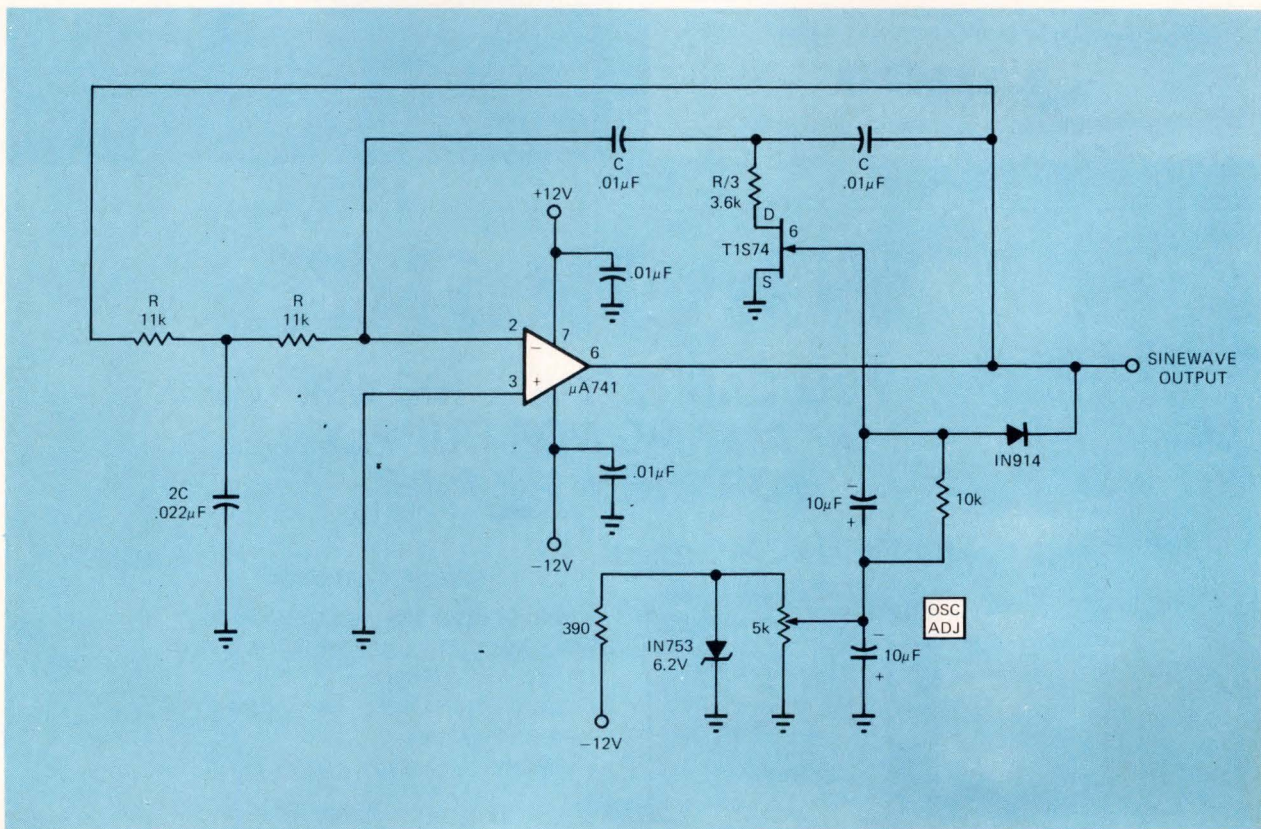 C
.01µF
C
.01µF
R/3
3.6k
D
6
T1S74
S
+12V
.01µF
R
11k
R
11k
2
7
6
3
−
+
µA741
SINEWAVE
OUTPUT
.01µF
IN914
2C
.022µF
−
10µF
+
10k
−12V
390
IN753
6.2V
5k
OSC
ADJ
−
10µF
+
−12V